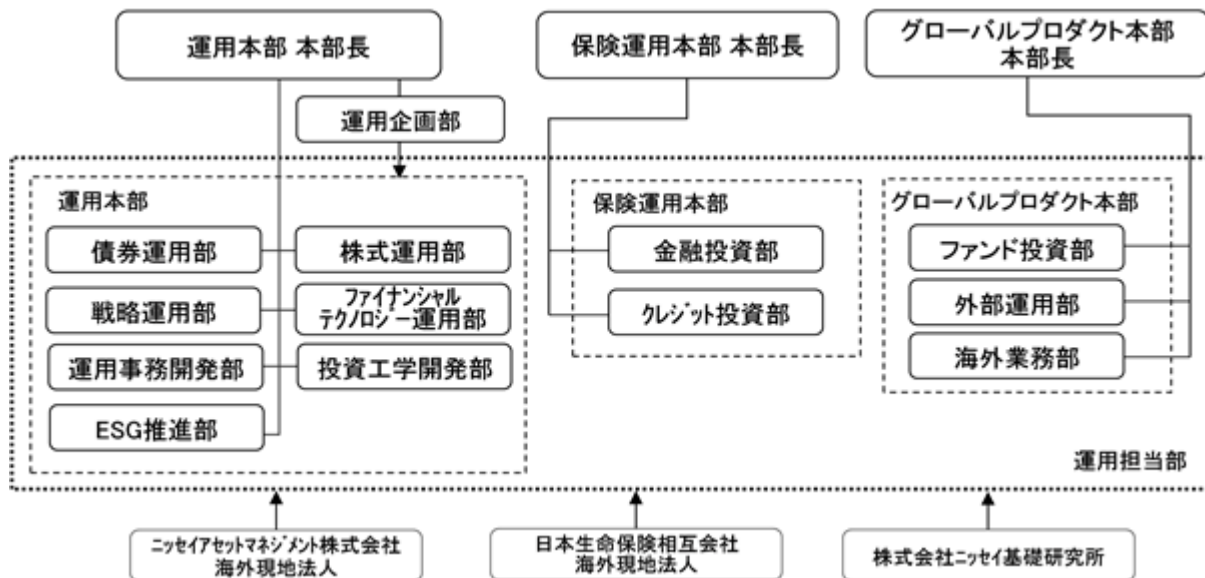 運用本部 本部長
保険運用本部 本部長
グローバルプロダクト本部
本部長
運用企画部
運用本部
債券運用部
株式運用部
戦略運用部
ファイナンシャル
テクノロジー運用部
運用事務開発部
投資工学開発部
ESG推進部
保険運用本部
金融投資部
クレジット投資部
グローバルプロダクト本部
ファンド投資部
外部運用部
海外業務部
運用担当部
ニッセイアセットマネジメント株式会社
海外現地法人
日本生命保険相互会社
海外現地法人
株式会社ニッセイ基礎研究所